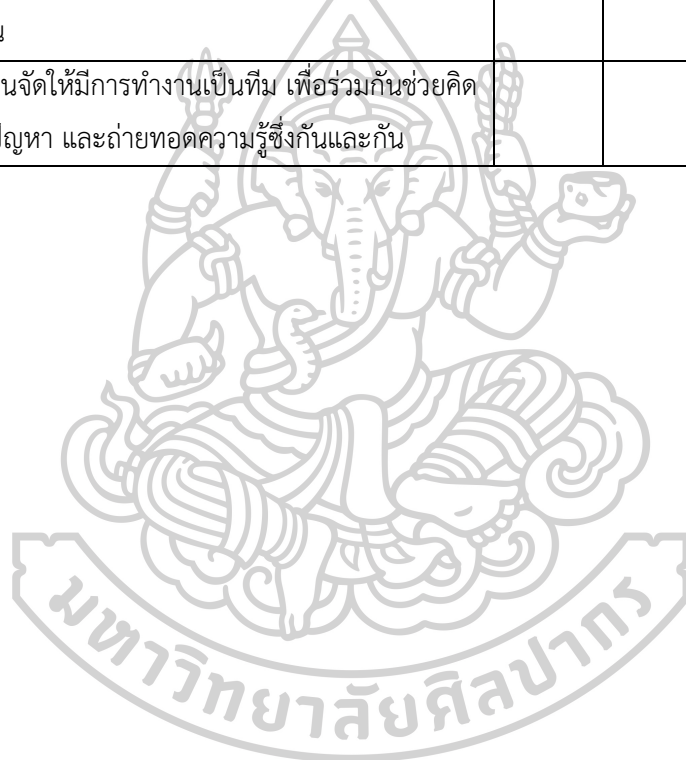 น
นจัดให้มีการทำงานเป็นทีม เพื่อร่วมกันช่วยคิด
ปัญหา และถ่ายทอดความรู้ซึ่งกันและกัน
มหาวิทยาลัยศิลปากร